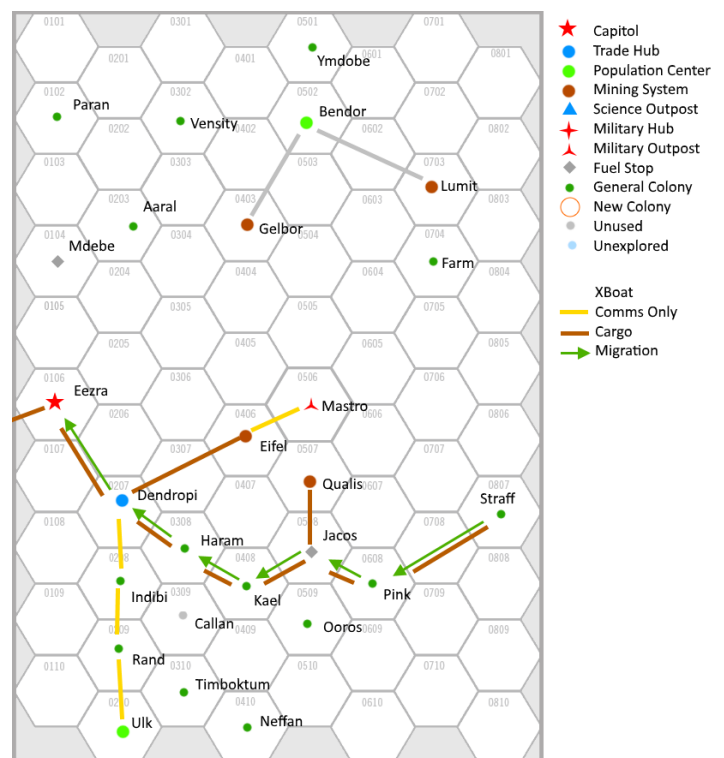 0101 0301 0501 0701
0201 0401 0601 0801
Ymdobe
0102 0302 0502 0702
Paran
Bendor
Vensity
0202 0402 0602 0802
0103 0303 0503 0703
Lumit
0203 0403 0603 0803
Aaral
Gelbor
0104 0304 0504 0704
Mdebe
Farm
0204 0404 0604 0804
0105 0305 0505 0705
0205 0405 0605 0805
0106 0306 0506 0706
Eezra
Mastro
0206 0406 0606 0806
Eifel
0107 0307 0507 0707
Qualis
0207 0407 0607 0807
Dendropi
Straff
0108 0308 0508 0708
Haram
Jacos
0208 0408 0608 0808
0109 0309 0509 0709
Indibi
Kael
Pink
Callan
Ooros
0209 0409 0609 0809
Rand
0110 0310 0510 0710
Timboktum
0210 0410 0610 0810
Ulk
Neffan
Capitol
Trade Hub
Population Center
Mining System
Science Outpost
Military Hub
Military Outpost
Fuel Stop
General Colony
New Colony
Unused
Unexplored
XBoat
Comms Only
Cargo
Migration